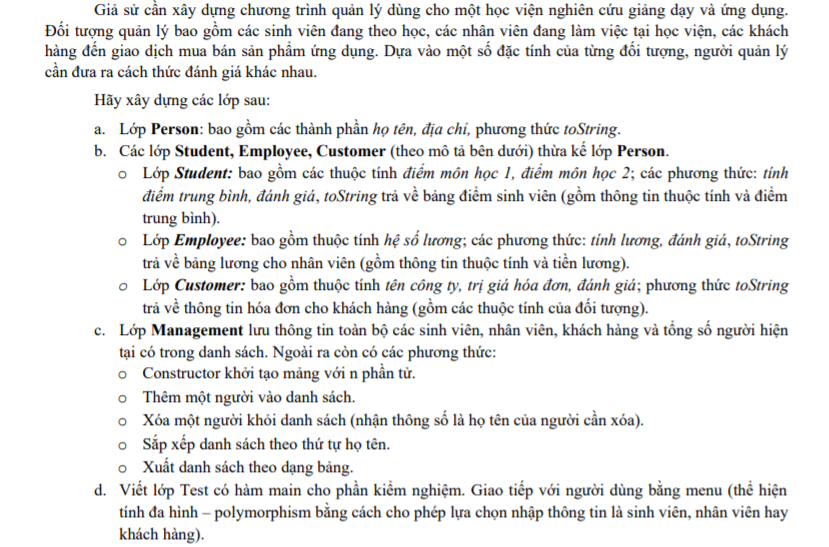 Giả sử cần xây dựng chương trình quản lý dùng cho một học viện nghiên cứu giảng dạy và ứng dụng.
Đối tượng quản lý bao gồm các sinh viên đang theo học, các nhân viên đang làm việc tại học viện, các khách
hàng đến giao dịch mua bán sản phẩm ứng dụng. Dựa vào một số đặc tính của từng đối tượng, người quản lý
cần đưa ra cách thức đánh giá khác nhau.
Hãy xây dựng các lớp sau:
a. Lớp Person: bao gồm các thành phần họ tên, địa chỉ, phương thức toString.
b. Các lớp Student, Employee, Customer (theo mô tả bên dưới) thừa kế lớp Person.
o Lớp Student: bao gồm các thuộc tính điểm môn học 1, điểm môn học 2; các phương thức: tính
điểm trung bình, đánh giá, toString trả về bảng điểm sinh viên (gồm thông tin thuộc tính và điểm
trung bình).
o Lớp Employee: bao gồm thuộc tính hệ số lương; các phương thức: tính lương, đánh giá, toString
trả về bảng lương cho nhân viên (gồm thông tin thuộc tính và tiền lương).
o Lớp Customer: bao gồm thuộc tính tên công ty, trị giá hóa đơn, đánh giá; phương thức toString
trả về thông tin hóa đơn cho khách hàng (gồm các thuộc tính của đối tượng).
c. Lớp Management lưu thông tin toàn bộ các sinh viên, nhân viên, khách hàng và tổng số người hiện
tại có trong danh sách. Ngoài ra còn có các phương thức:
o Constructor khởi tạo mảng với n phần tử.
o Thêm một người vào danh sách.
o Xóa một người khỏi danh sách (nhận thông số là họ tên của người cần xóa).
o Sắp xếp danh sách theo thứ tự họ tên.
o Xuất danh sách theo dạng bảng.
d. Viết lớp Test có hàm main cho phần kiểm nghiệm. Giao tiếp với người dùng bằng menu (thể hiện
tính đa hình – polymorphism bằng cách cho phép lựa chọn nhập thông tin là sinh viên, nhân viên hay
khách hàng).